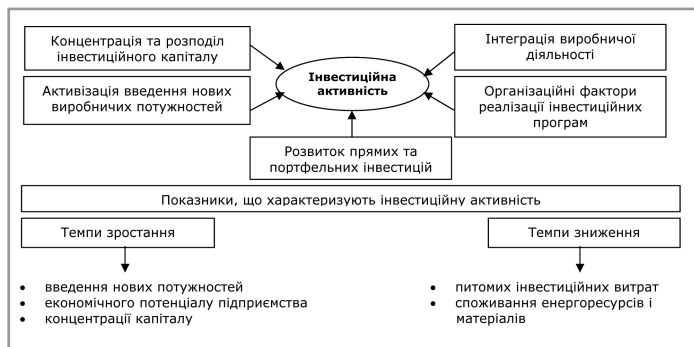 Концентрація та розподіл
інвестиційного капіталу
Інтеграція виробничої
діяльності
Інвестиційна
активність
Активізація введення нових
виробничих потужностей
Організаційні фактори
реалізації інвестиційних
програм
Розвиток прямих та
портфельних інвестицій
Показники, що характеризують інвестиційну активність
Темпи зростання
Темпи зниження
• введення нових потужностей
• економічного потенціалу підприємства
• концентрації капіталу
• питомих інвестиційних витрат
• споживання енергоресурсів і
матеріалів